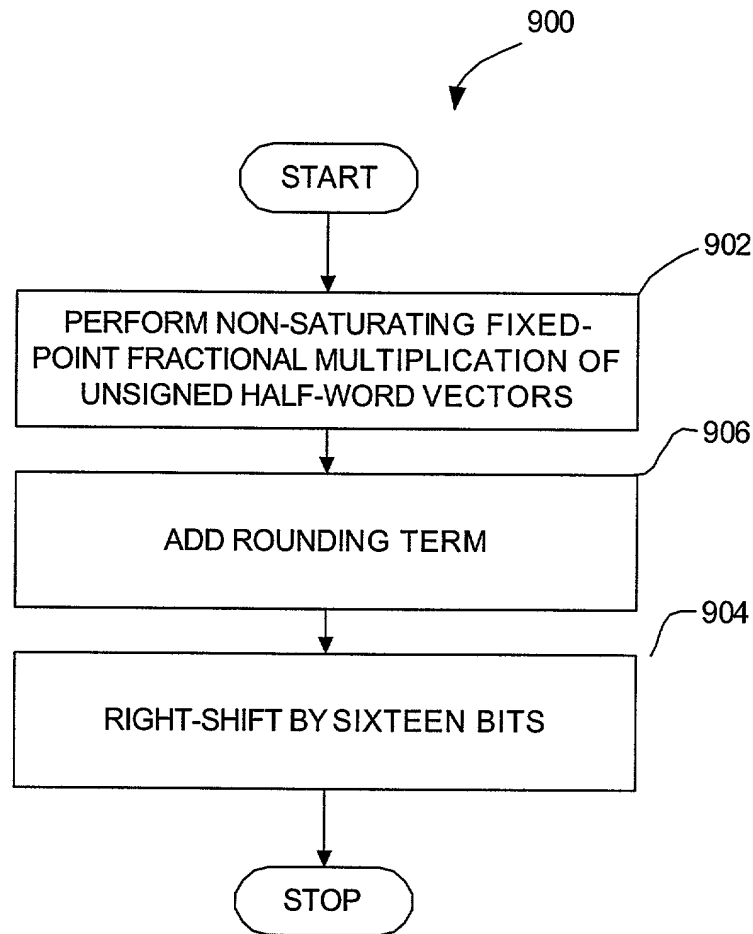 900
START
902
PERFORM NON-SATURATING FIXED-
POINT FRACTIONAL MULTIPLICATION OF
UNSIGNED HALF-WORD VECTORS
906
ADD ROUNDING TERM
904
RIGHT-SHIFT BY SIXTEEN BITS
STOP